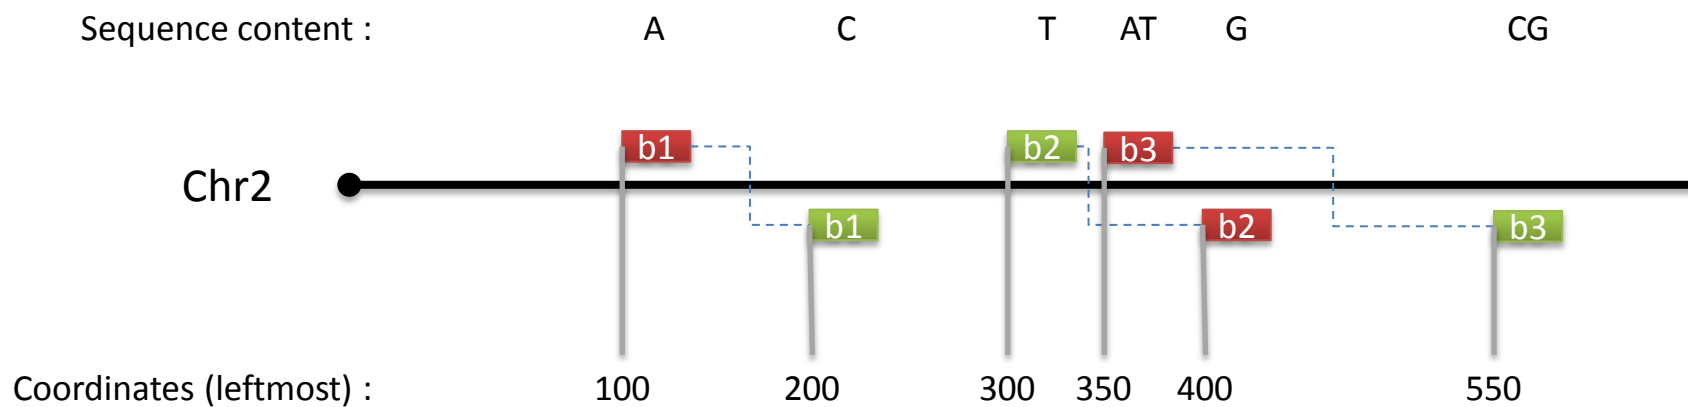 Sequence content : A C T AT G CG
b1 b2 b3
Chr2
b1 b2 b3
Coordinates (leftmost) : 100 200 300 350 400 550